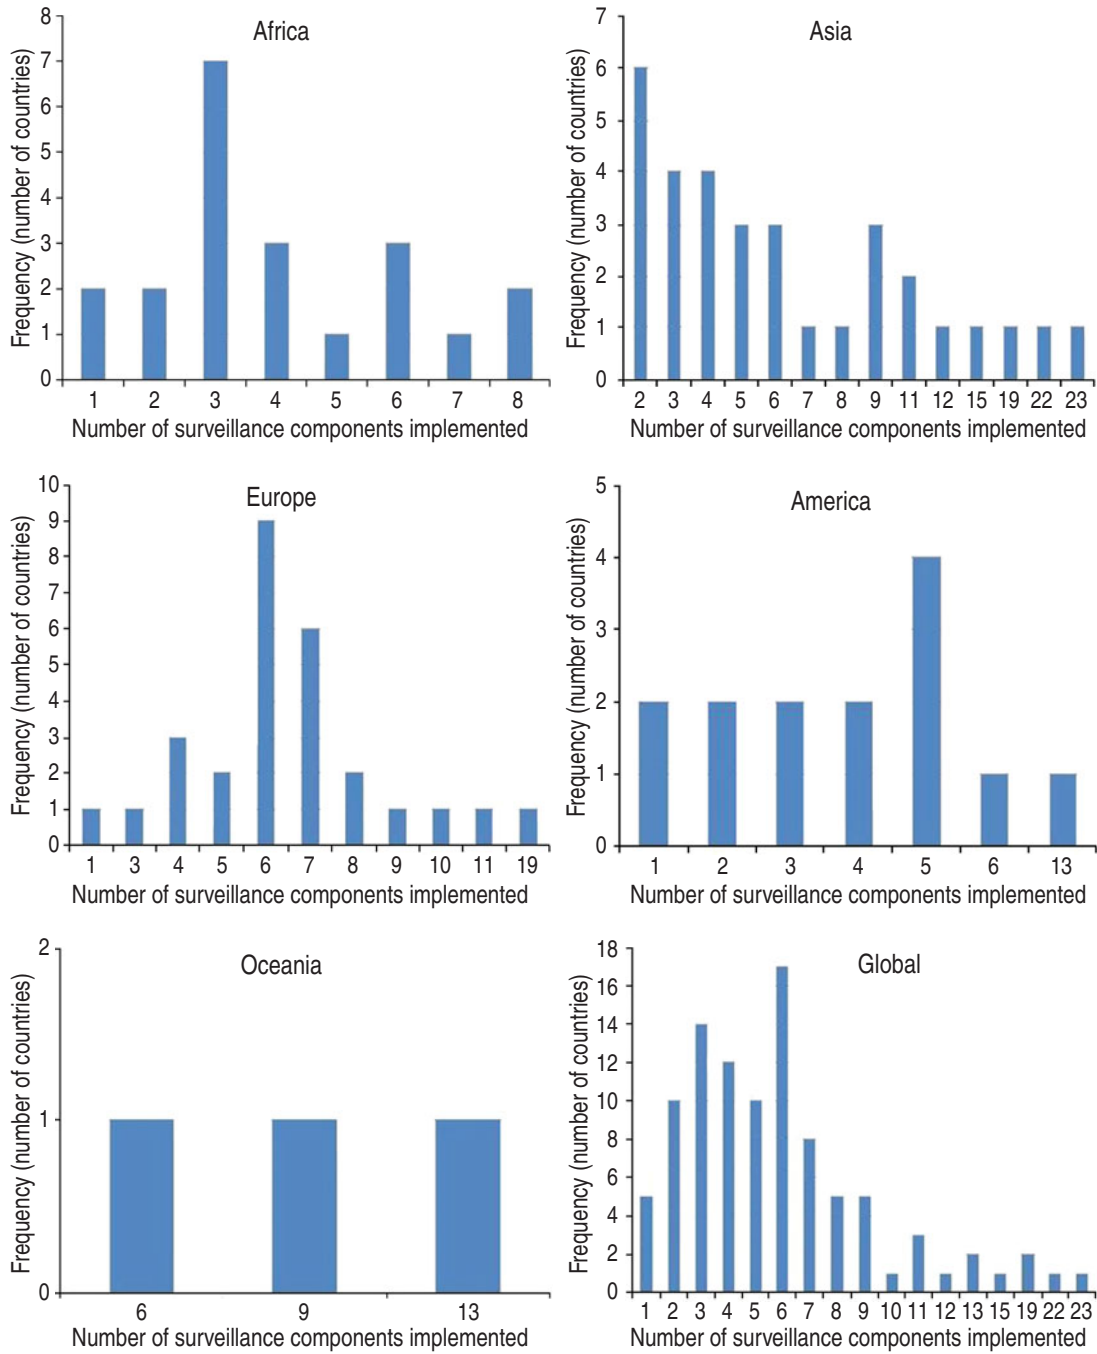 Africa
Frequency (number of countries)
8
7
6
5
4
3
2
1
0
1 2 3 4 5 6 7 8
Number of surveillance components implemented
Asia
Frequency (number of countries)
7
6
5
4
3
2
1
0
2 3 4 5 6 7 8 9 11 12 15 19 22 23
Number of surveillance components implemented
Europe
Frequency (number of countries)
10
9
8
7
6
5
4
3
2
1
0
1 3 4 5 6 7 8 9 10 11 19
Number of surveillance components implemented
America
Frequency (number of countries)
5
4
3
2
1
0
1 2 3 4 5 6 13
Number of surveillance components implemented
Oceania
Frequency (number of countries)
2
1
0
6 9 13
Number of surveillance components implemented
Global
Frequency (number of countries)
18
16
14
12
10
8
6
4
2
0
1 2 3 4 5 6 7 8 9 10 11 12 13 15 19 22 23
Number of surveillance components implemented